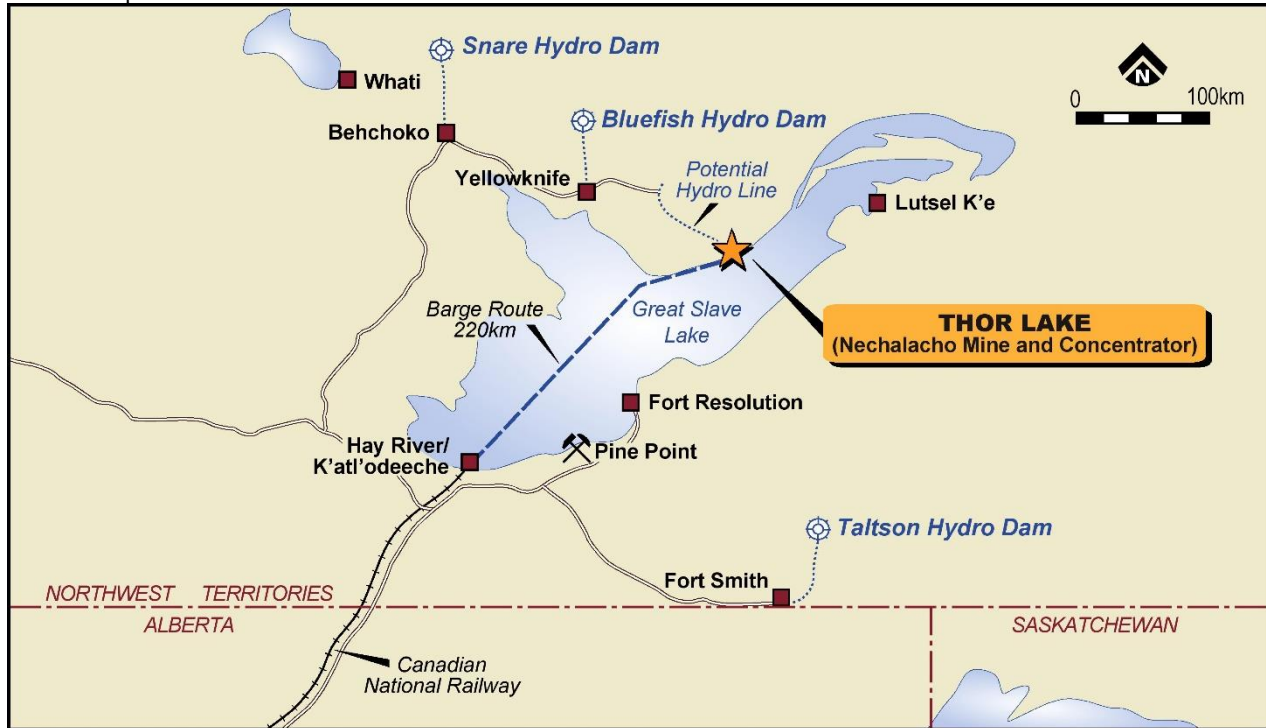 Snare Hydro Dam
Whati
Behchoko
Bluefish Hydro Dam
Yellowknife
Potential
Hydro Line
N
0 100km
Lutsel K'e
Barge Route
220km
Great Slave
Lake
THOR LAKE
(Nechalacho Mine and Concentrator)
Fort Resolution
Hay River/
K'atl'odeeche
Pine Point
Taltson Hydro Dam
Fort Smith
NORTHWEST TERRITORIES
ALBERTA
SASKATCHEWAN
Canadian
National Railway